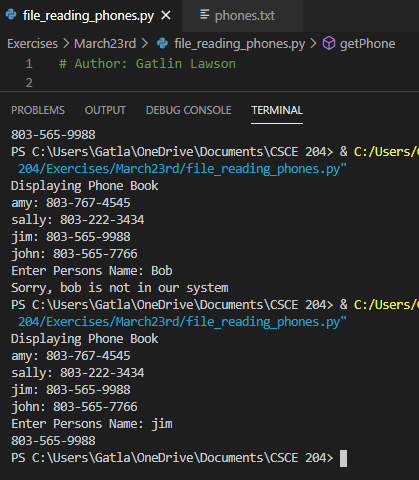 file_reading_phones.py × phones.txt
Exercises > March23rd > file_reading_phones.py > getPhone
1 # Author: Gatlin Lawson
2
PROBLEMS OUTPUT DEBUG CONSOLE TERMINAL
803-565-9988
PS C:\Users\Gatla\OneDrive\Documents\CSCE 204> & C:/Users/
204/Exercises/March23rd/file_reading_phones.py"
Displaying Phone Book
amy: 803-767-4545
sally: 803-222-3434
jim: 803-565-9988
john: 803-565-7766
Enter Persons Name: Bob
Sorry, bob is not in our system
PS C:\Users\Gatla\OneDrive\Documents\CSCE 204> & C:/Users/
204/Exercises/March23rd/file_reading_phones.py"
Displaying Phone Book
amy: 803-767-4545
sally: 803-222-3434
jim: 803-565-9988
john: 803-565-7766
Enter Persons Name: jim
803-565-9988
PS C:\Users\Gatla\OneDrive\Documents\CSCE 204>